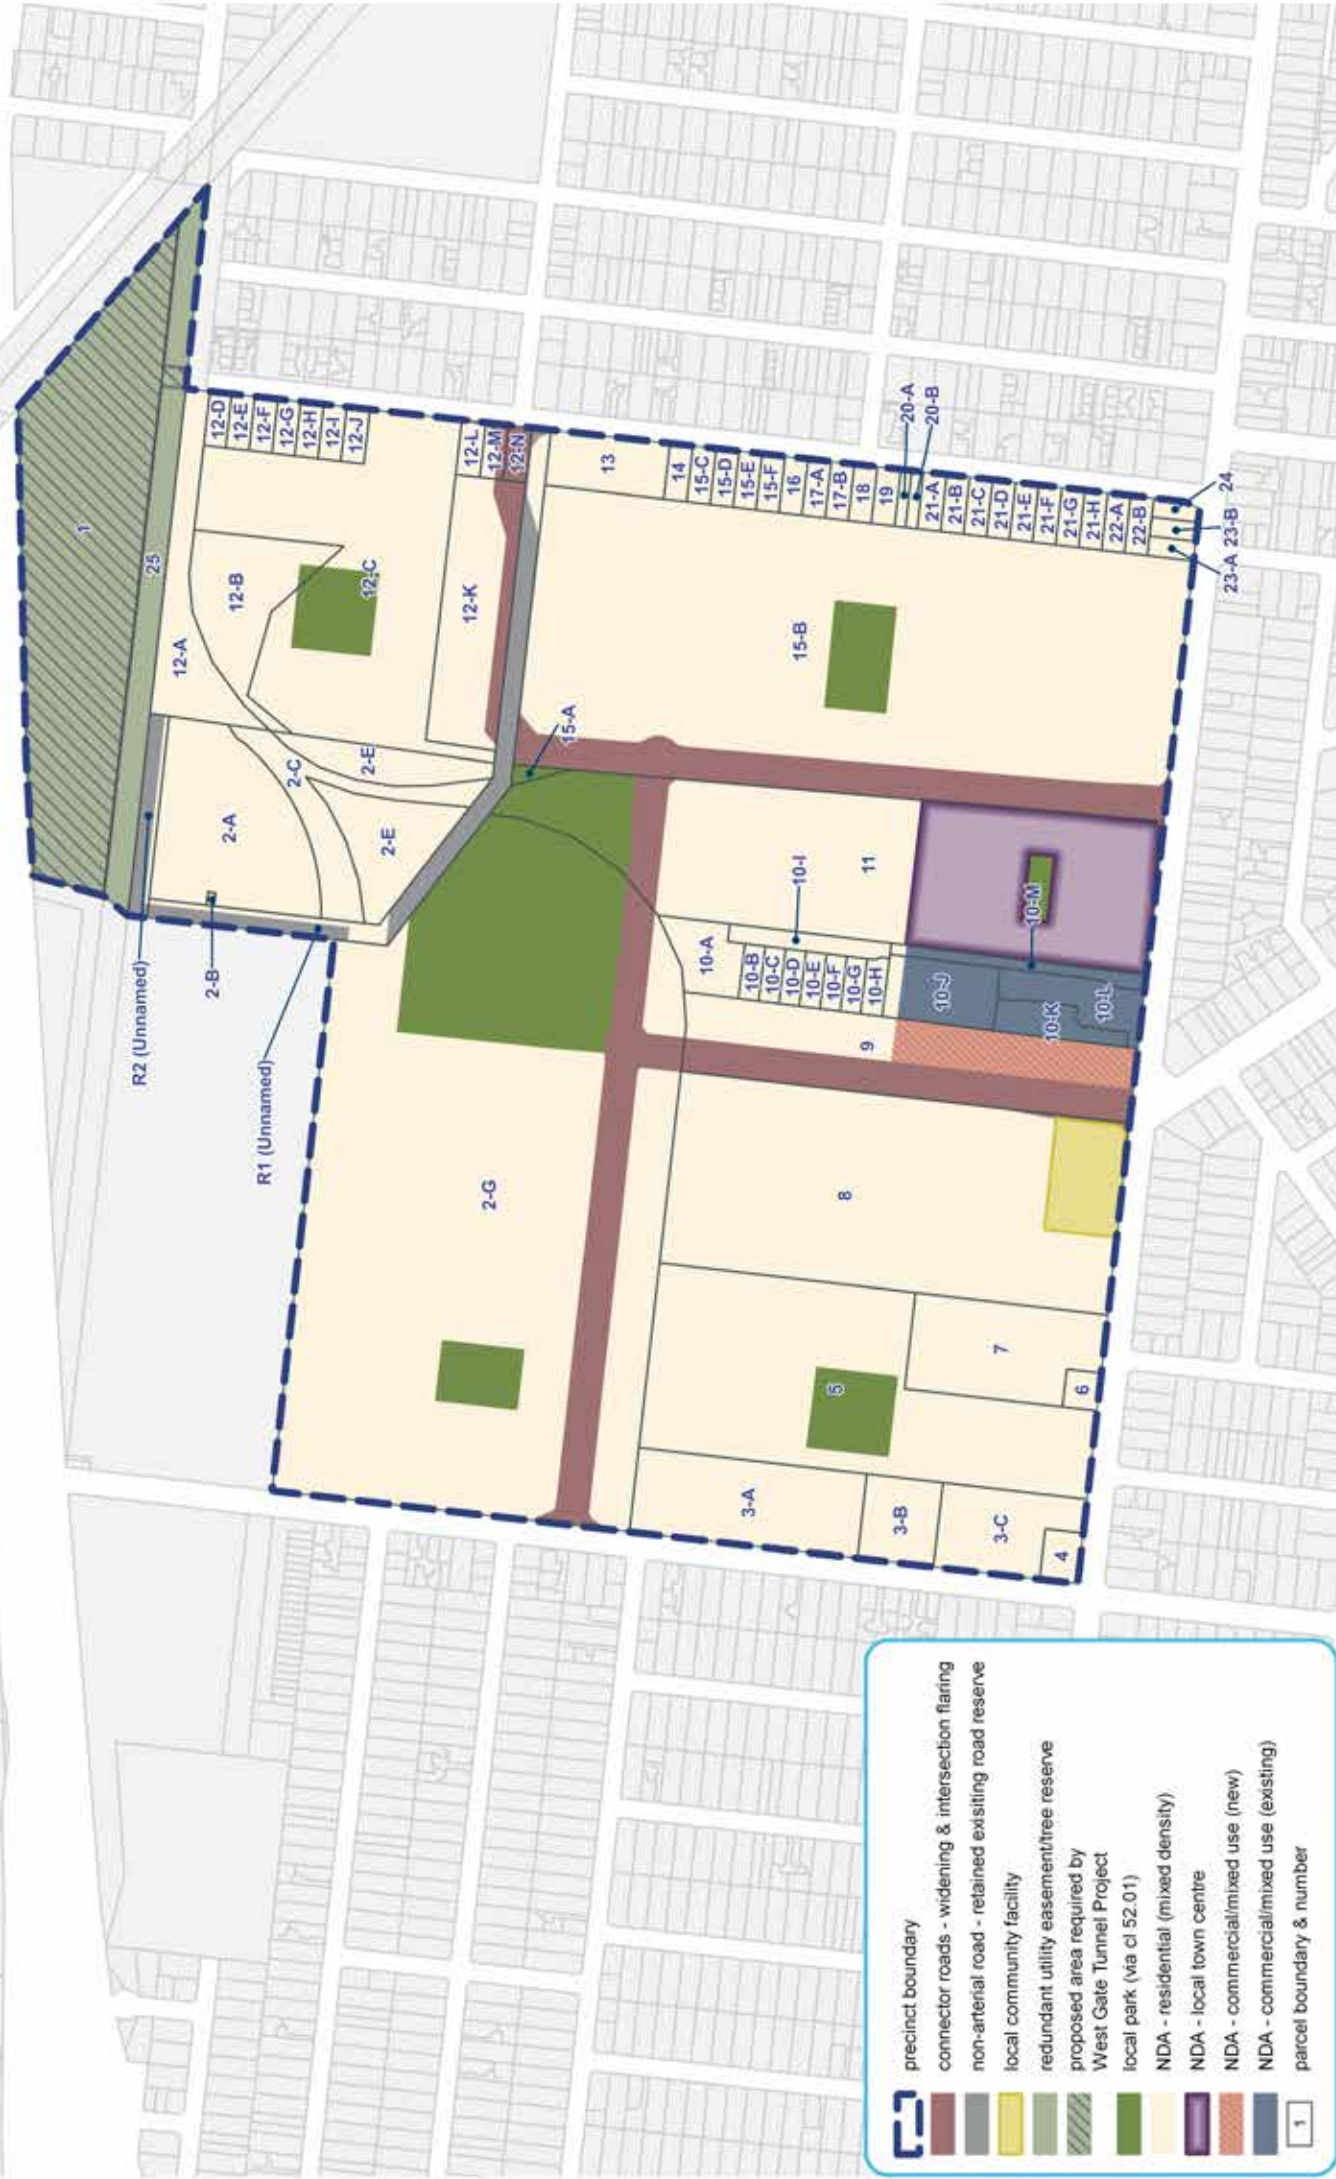 1
R2 (Unnamed)
25
12-A
2-B
12-D
2-A
12-B
12-E
R1 (Unnamed)
12-F
12-G
2-C
12-H
12-I
12-J
2-E
12-C
2-E
12-K
12-L
2-G
12-M
12-N
15-A
13
14
15-C
10-A
15-D
3-A
10-B
15-E
10-C
15-F
10-D
10-I
16
15-B
10-E
17-A
10-F
5
17-B
8
10-G
18
9
10-H
11
19
3-B
20-A
20-B
21-A
10-J
21-B
21-C
3-C
7
21-D
21-E
10-M
10-K
21-F
4
21-G
6
21-H
10-L
22-A
22-B
23-A
23-B
24
precinct boundary
connector roads - widening & intersection flaring
non-arterial road - retained exisiting road reserve
local community facility
redundant utility easement/tree reserve
proposed area required by
West Gate Tunnel Project
local park (via cl 52.01)
NDA - residential (mixed density)
NDA - local town centre
NDA - commercial/mixed use (new)
NDA - commercial/mixed use (existing)
1 parcel boundary & number